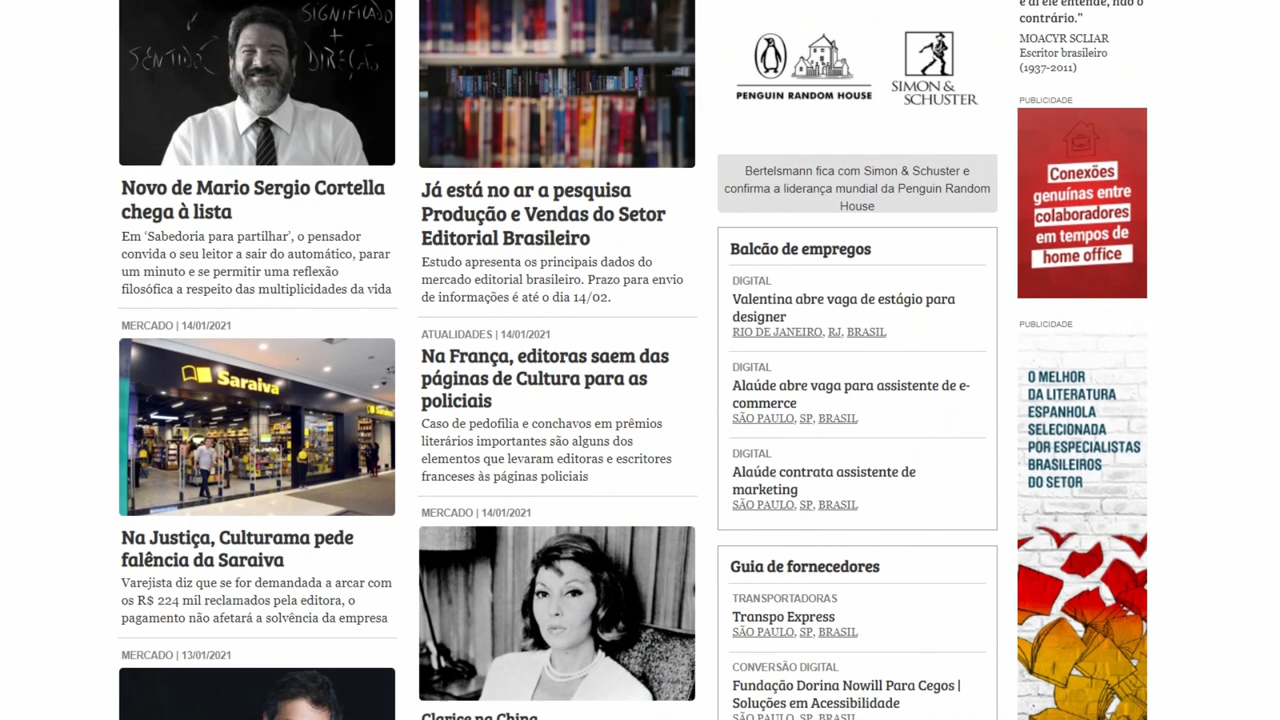 SENTIDO
SIGNIFICADO
+
DIREÇÃO
Novo de Mario Sergio Cortella
chega à lista
Em ‘Sabedoria para partilhar’, o pensador
convida o seu leitor a sair do automático, parar
um minuto e se permitir uma reflexão
filosófica a respeito das multiplicidades da vida
MERCADO | 14/01/2021
Saraiva
Saraiva
Na Justiça, Culturama pede
falência da Saraiva
Varejista diz que se for demandada a arcar com
os R$ 224 mil reclamados pela editora, o
pagamento não afetará a solvência da empresa
MERCADO | 13/01/2021
Já está no ar a pesquisa
Produção e Vendas do Setor
Editorial Brasileiro
Estudo apresenta os principais dados do
mercado editorial brasileiro. Prazo para envio
de informações é até o dia 14/02.
ATUALIDADES | 14/01/2021
Na França, editoras saem das
páginas de Cultura para as
policiais
Caso de pedofilia e conchavos em prêmios
literários importantes são alguns dos
elementos que levaram editoras e escritores
franceses às páginas policiais
MERCADO | 14/01/2021
Clarice na China
PENGUIN RANDOM HOUSE
SIMON &
SCHUSTER
Bertelsmann fica com Simon & Schuster e
confirma a liderança mundial da Penguin Random
House
Balcão de empregos
DIGITAL
Valentina abre vaga de estágio para
designer
RIO DE JANEIRO, RJ, BRASIL
DIGITAL
Alaúde abre vaga para assistente de e-
commerce
SÃO PAULO, SP, BRASIL
DIGITAL
Alaúde contrata assistente de
marketing
SÃO PAULO, SP, BRASIL
Guia de fornecedores
TRANSPORTADORAS
Transpo Express
SÃO PAULO, SP, BRASIL
CONVERSÃO DIGITAL
Fundação Dorina Nowill Para Cegos |
Soluções em Acessibilidade
SÃO PAULO, SP, BRASIL
e aí ele entende, não o
contrário.”
MOACYR SCLIAR
Escritor brasileiro
(1937-2011)
PUBLICIDADE
Conexões
genuínas entre
colaboradores
em tempos de
home office
PUBLICIDADE
O MELHOR
DA LITERATURA
ESPANHOLA
SELECIONADA
POR ESPECIALISTAS
BRASILEIROS
DO SETOR